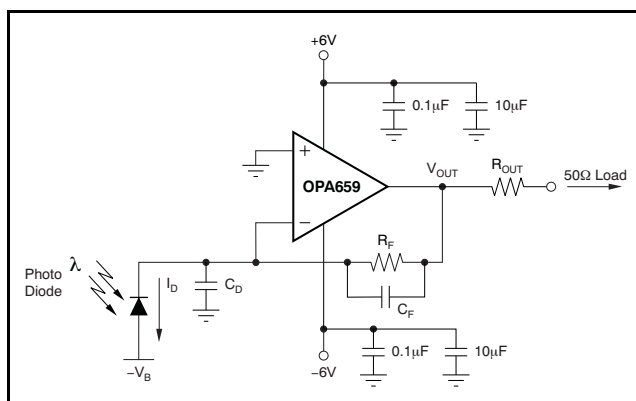 +6V
0.1μF
10μF
+
OPA659
−
V_OUT
R_OUT
50Ω Load
R_F
C_F
Photo
Diode
λ
I_D
C_D
−V_B
0.1μF
10μF
−6V